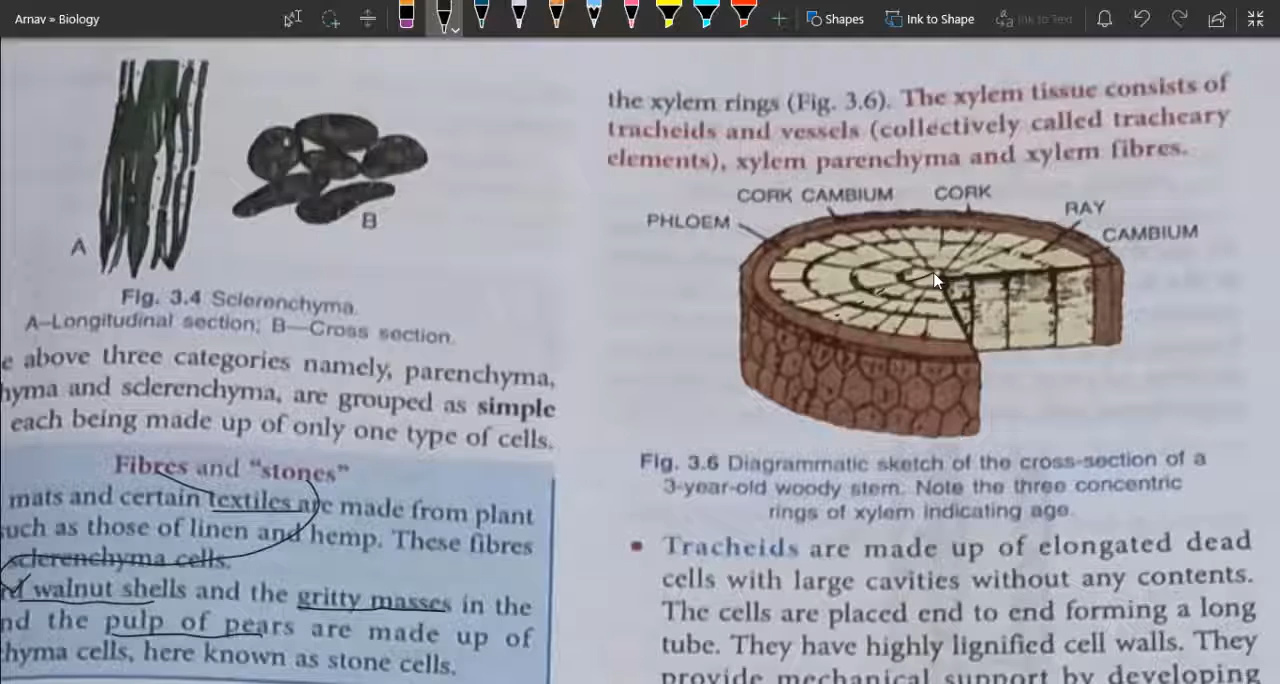 Arnav » Biology
Shapes
Ink to Shape
Ink to Text
A
B
Fig. 3.4 Sclerenchyma.
A–Longitudinal section; B—Cross section.
e above three categories namely, parenchyma,
hyma and sclerenchyma, are grouped as simple
each being made up of only one type of cells.
Fibres and "stones"
mats and certain textiles are made from plant
such as those of linen and hemp. These fibres
sclerenchyma cells.
walnut shells and the gritty masses in the
nd the pulp of pears are made up of
hyma cells, here known as stone cells.
the xylem rings (Fig. 3.6). The xylem tissue consists of
tracheids and vessels (collectively called tracheary
elements), xylem parenchyma and xylem fibres.
CORK CAMBIUM
CORK
RAY
PHLOEM
CAMBIUM
Fig. 3.6 Diagrammatic sketch of the cross-section of a
3-year-old woody stem. Note the three concentric
rings of xylem indicating age.
• Tracheids are made up of elongated dead
cells with large cavities without any contents.
The cells are placed end to end forming a long
tube. They have highly lignified cell walls. They
provide mechanical support by developing